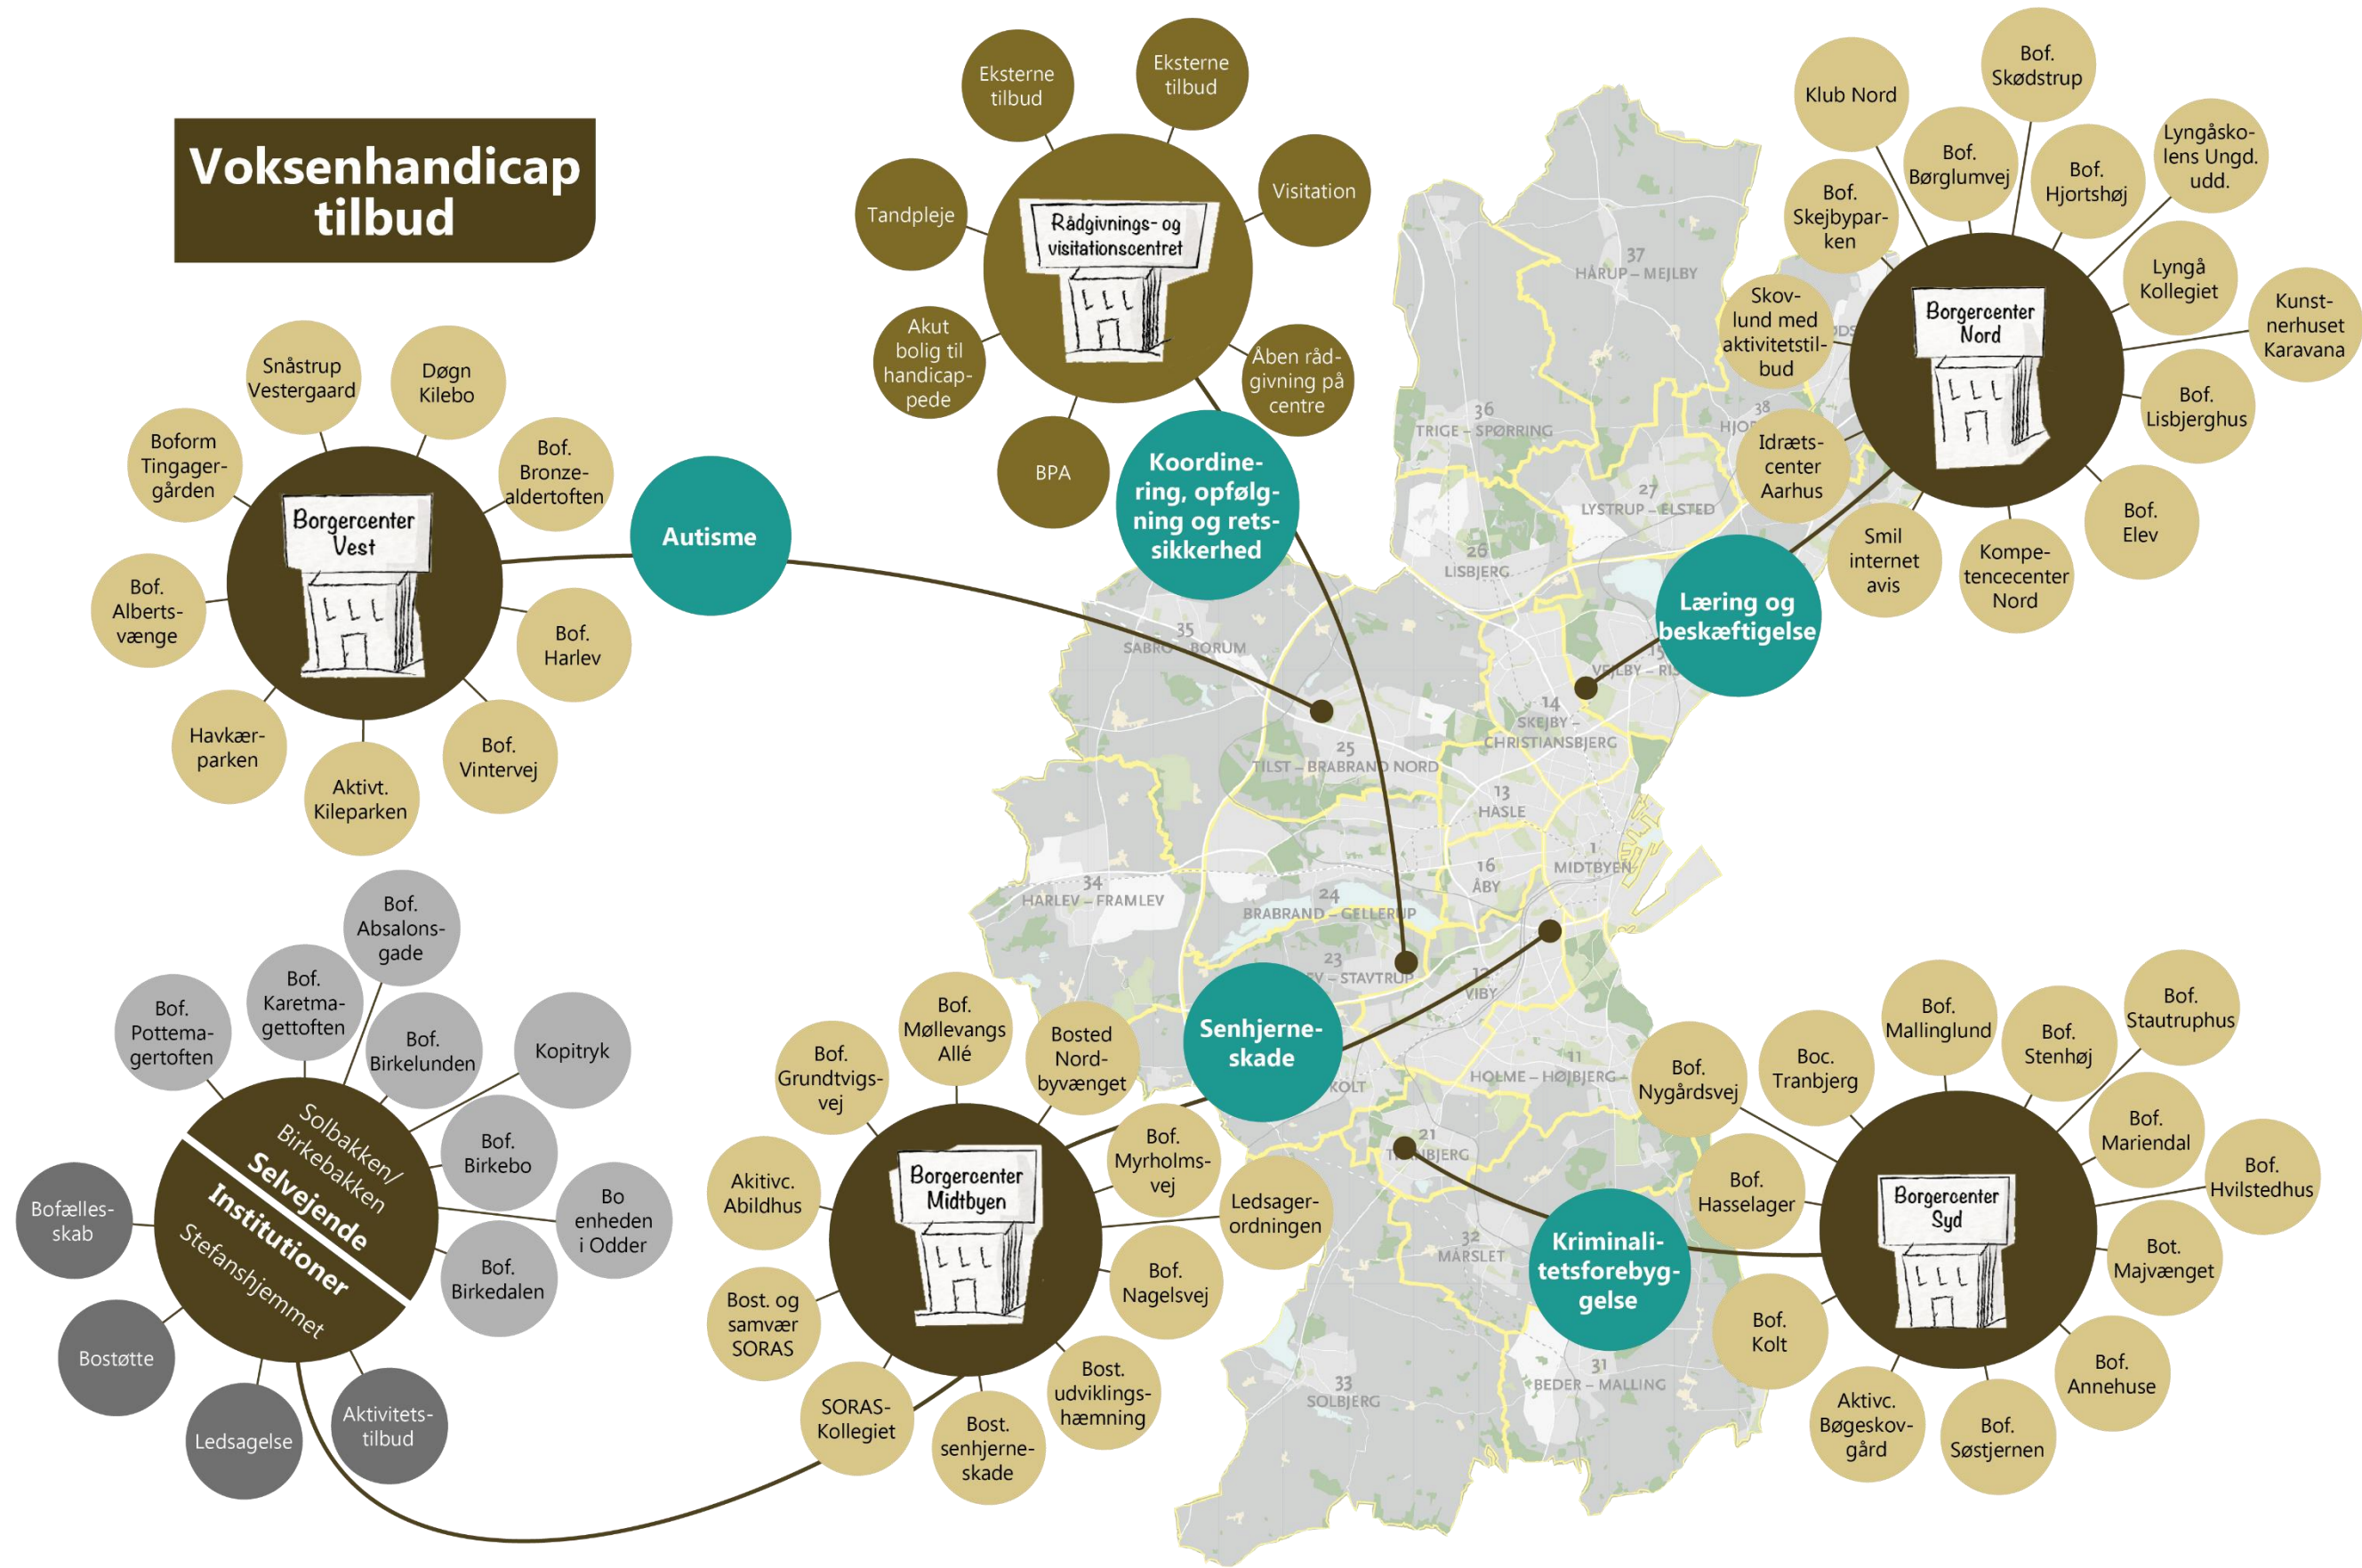 Voksenhandicap
tilbud
Eksterne
tilbud
Eksterne
tilbud
Visitation
Tandpleje
Rådgivnings- og
visitationscentret
Akut
bolig til
handicap-
pede
Åben råd-
givning på
centre
BPA
Koordine-
ring, opfølg-
ning og rets-
sikkerhed
Klub Nord
Bof.
Skødstrup
Bof.
Børglumvej
Bof.
Hjortshøj
Lyngåsko-
lens Ungd.
udd.
Bof.
Skejbypar-
ken
Lyngå
Kollegiet
Kunst-
nerhuset
Karavana
Skov-
lund med
aktivitetstil-
bud
Borgercenter
Nord
Bof.
Lisbjerghus
Idræts-
center
Aarhus
Bof.
Elev
Smil
internet
avis
Kompe-
tencecenter
Nord
Læring og
beskæftigelse
Snåstrup
Vestergaard
Døgn
Kilebo
Boform
Tingager-
gården
Bof.
Bronze-
aldertoften
Borgercenter
Vest
Autisme
Bof.
Alberts-
vænge
Bof.
Harlev
Havkær-
parken
Bof.
Vintervej
Aktivt.
Kileparken
37
HÅRUP – MEJLBY
36
TRIGE – SPØRRING
38
HJO
27
LYSTRUP – ELSTED
26
LISBJERG
35
SABRO – BORUM
15
VEJLBY – RIS
14
SKEJBY –
CHRISTIANSBJERG
25
TILST – BRABRAND NORD
13
HASLE
1
MIDTBYEN
16
ÅBY
34
HARLEV – FRAMLEV
24
BRABRAND – GELLERUP
23
EV – STAVTRUP
12
VIBY
11
HOLME – HØJBJERG –
KOLT
21
TRANBJERG
32
MÅRSLET
31
BEDER – MALLING
33
SOLBJERG
Bof.
Absalons-
gade
Bof.
Karetma-
gettoften
Bof.
Pottema-
gertoften
Bof.
Birkelunden
Kopitryk
Bof.
Birkebo
Bo
enheden
i Odder
Bof.
Birkedalen
Solbakken/
Birkebakken
Selvejende
Institutioner
Stefanshjemmet
Bofælles-
skab
Bostøtte
Ledsagelse
Aktivitets-
tilbud
Senhjerne-
skade
Bof.
Møllevangs
Allé
Bosted
Nord-
byvænget
Bof.
Grundtvigs-
vej
Bof.
Myrholms-
vej
Akitivc.
Abildhus
Borgercenter
Midtbyen
Ledsager-
ordningen
Bof.
Nagelsvej
Bost. og
samvær
SORAS
Bost.
udviklings-
hæmning
SORAS-
Kollegiet
Bost.
senhjerne-
skade
Kriminali-
tetsforebyg-
gelse
Bof.
Mallinglund
Bof.
Stautruphus
Boc.
Tranbjerg
Bof.
Stenhøj
Bof.
Nygårdsvej
Bof.
Mariendal
Bof.
Hvilstedhus
Bof.
Hasselager
Borgercenter
Syd
Bot.
Majvænget
Bof.
Kolt
Bof.
Annehuse
Aktivc.
Bøgeskov-
gård
Bof.
Søstjernen